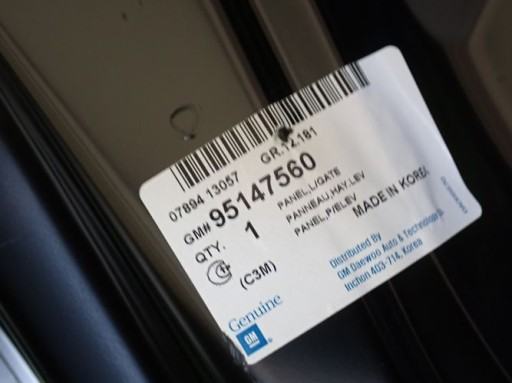 07894 13057 GR.12.181
GM# 95147560
QTY. 1
PANEL,L/GATE
PANNEAU,HAY,LEV
PANEL,P/ELEV
MADE IN KOREA
(C3M)
Distributed By
GM Daewoo Auto & Technology
Inchon 403-714, Korea
Genuine
GM